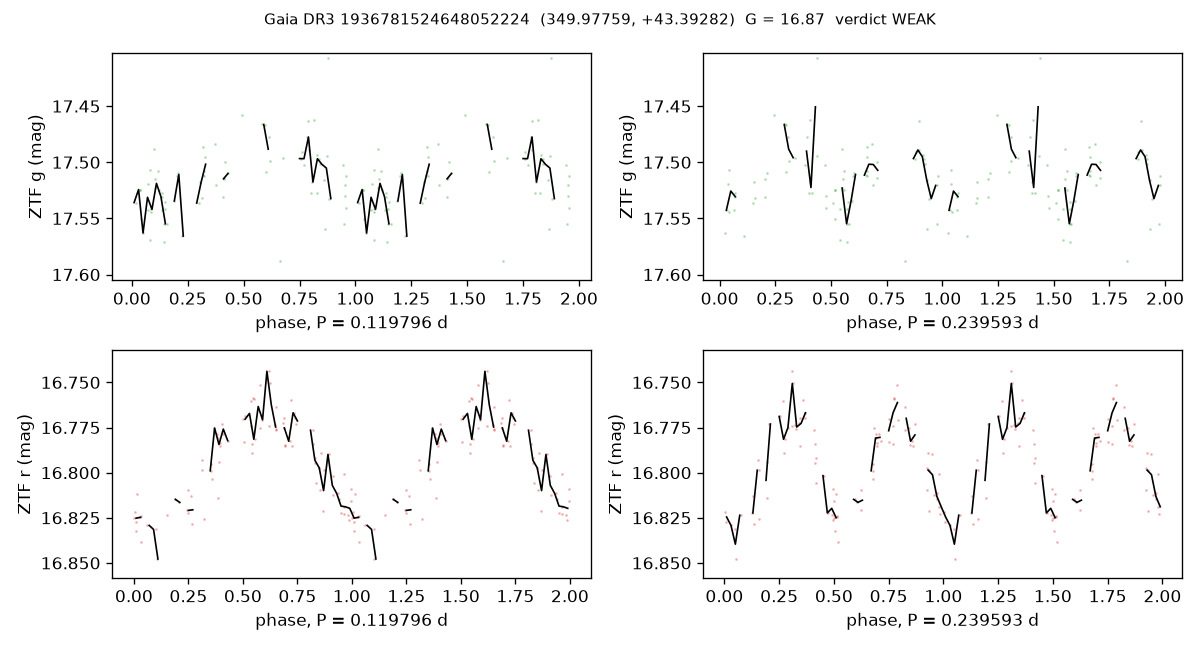 Gaia DR3 1936781524648052224 (349.97759, +43.39282) G = 16.87 verdict WEAK
ZTF g (mag)
17.45
17.50
17.55
17.60
0.00 0.25 0.50 0.75 1.00 1.25 1.50 1.75 2.00
phase, P = 0.119796 d
ZTF g (mag)
17.45
17.50
17.55
17.60
0.00 0.25 0.50 0.75 1.00 1.25 1.50 1.75 2.00
phase, P = 0.239593 d
ZTF r (mag)
16.750
16.775
16.800
16.825
16.850
0.00 0.25 0.50 0.75 1.00 1.25 1.50 1.75 2.00
phase, P = 0.119796 d
ZTF r (mag)
16.750
16.775
16.800
16.825
16.850
0.00 0.25 0.50 0.75 1.00 1.25 1.50 1.75 2.00
phase, P = 0.239593 d